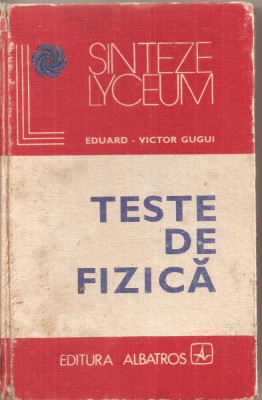 SINTEZE
LYCEUM
EDUARD - VICTOR GUGUI
TESTE
DE
FIZICĂ
EDITURA ALBATROS